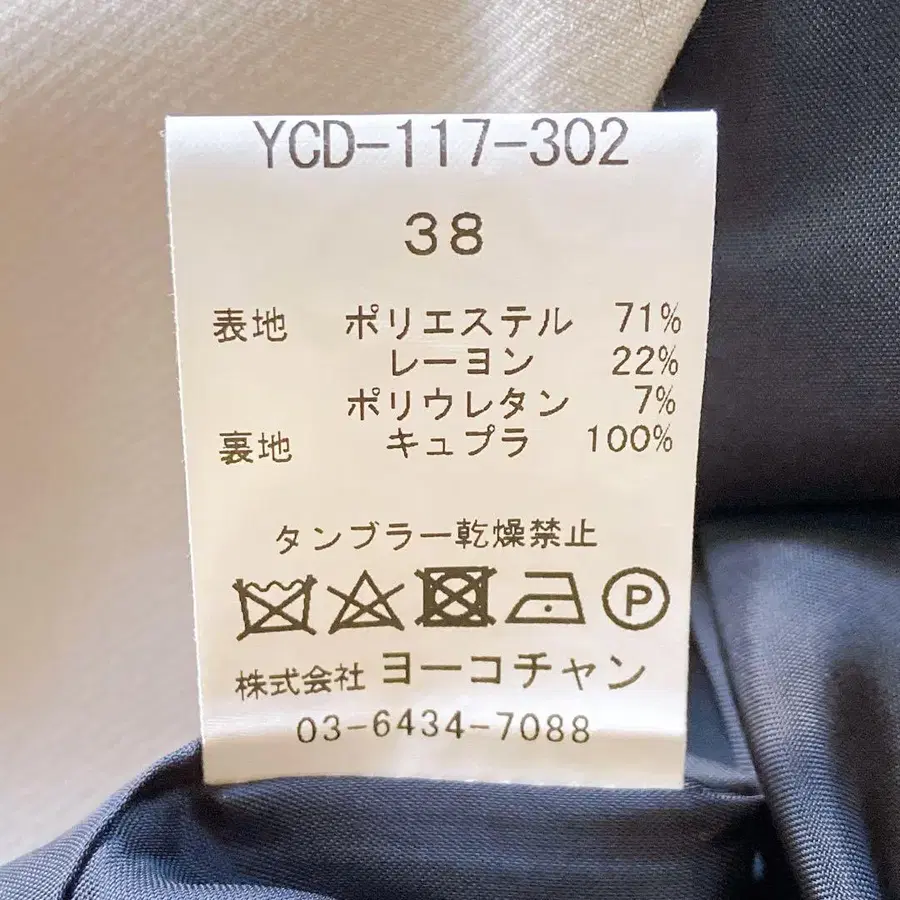 YCD-117-302
38
表地 ポリエステル 71%
レーヨン 22%
ポリウレタン 7%
裏地 キュプラ 100%
タンブラー乾燥禁止
P
株式会社 ヨーコチャン
03-6434-7088